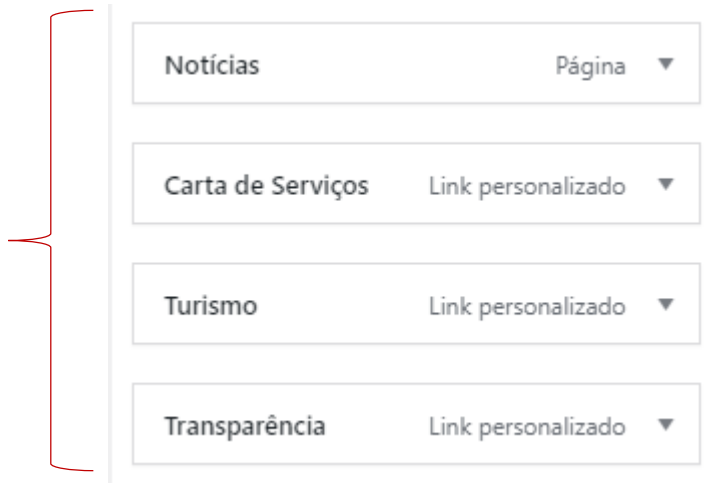 Notícias Página
Carta de Serviços Link personalizado
Turismo Link personalizado
Transparência Link personalizado